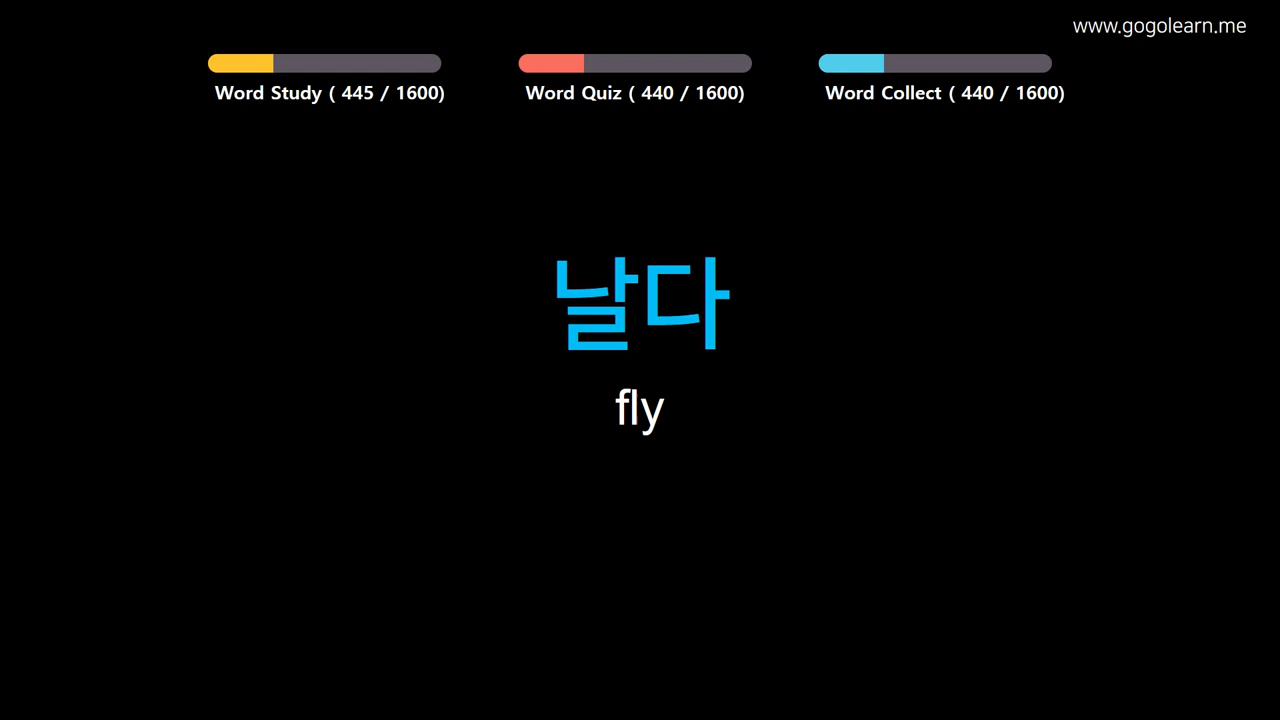 www.gogolearn.me
Word Study ( 445 / 1600)
Word Quiz ( 440 / 1600)
Word Collect ( 440 / 1600)
날다
fly